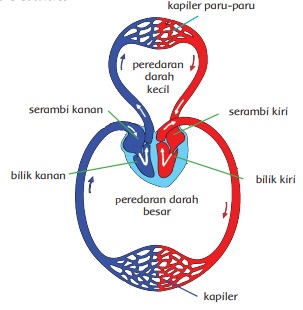 kapiler paru-paru
peredaran
darah
kecil
serambi kanan
serambi kiri
bilik kanan
bilik kiri
peredaran darah
besar
kapiler